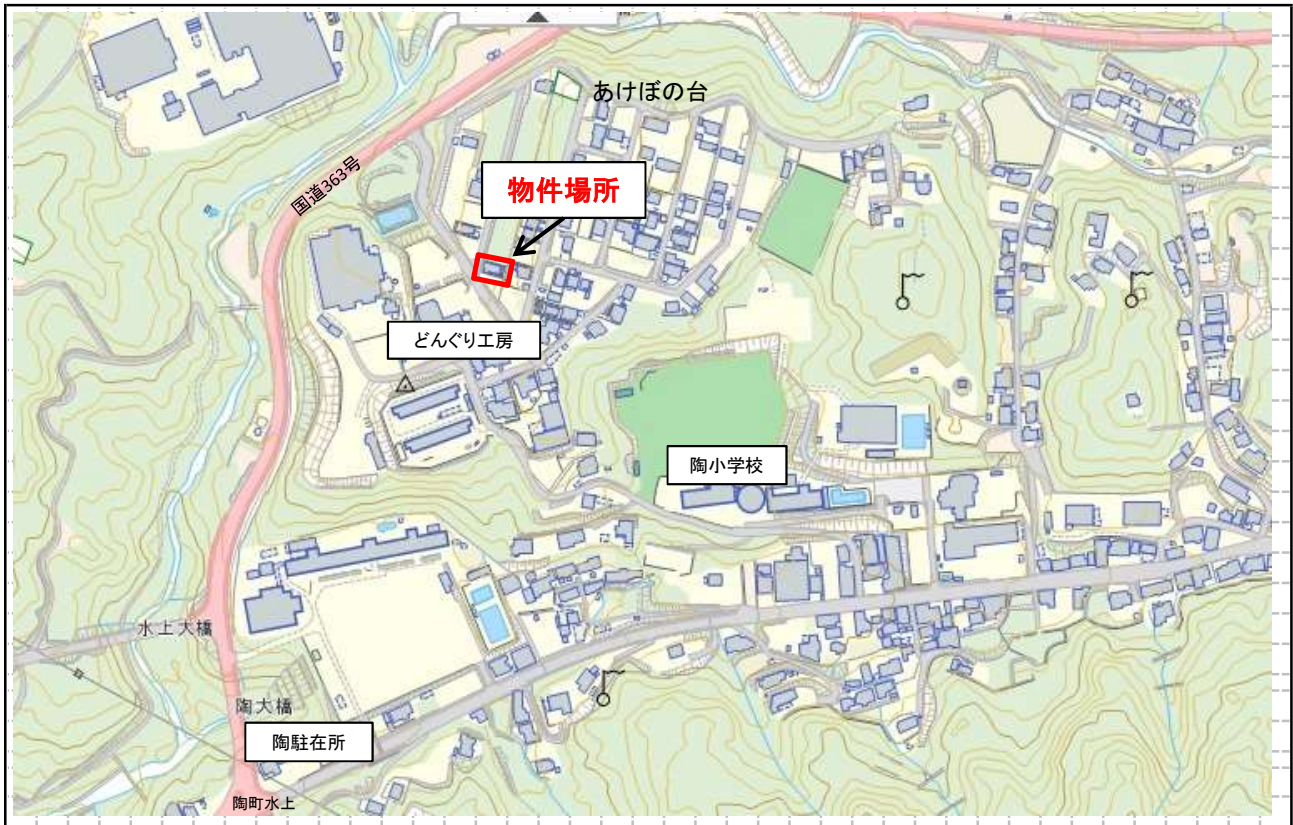 あけぼの台
物件場所
国道363号
どんぐり工房
陶小学校
水上大橋
陶大橋
陶駐在所
陶町水上